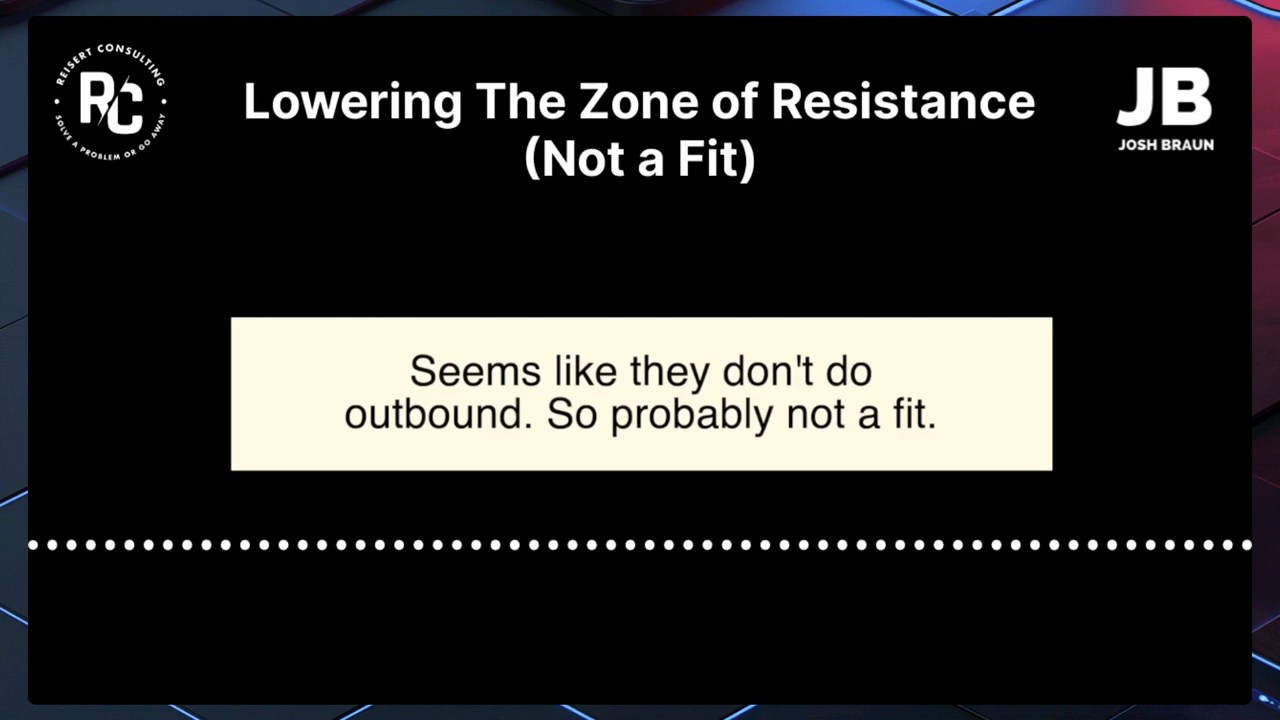 REISERT CONSULTING
RC
SOLVE A PROBLEM OR GO AWAY
Lowering The Zone of Resistance
(Not a Fit)
JB
JOSH BRAUN
Seems like they don't do
outbound. So probably not a fit.